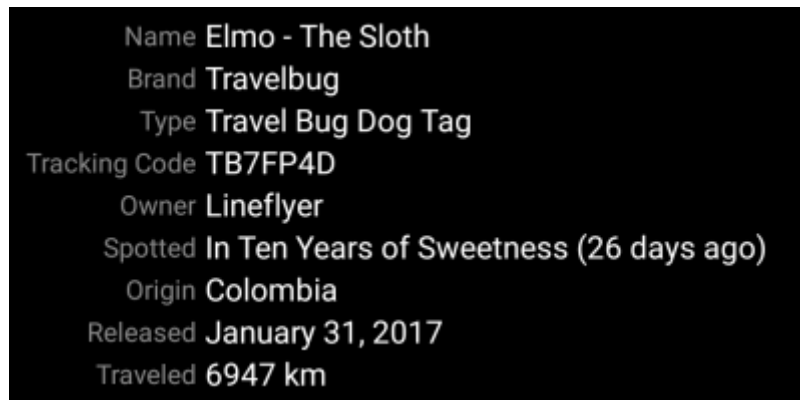 Name Elmo - The Sloth
Brand Travelbug
Type Travel Bug Dog Tag
Tracking Code TB7FP4D
Owner Lineflyer
Spotted In Ten Years of Sweetness (26 days ago)
Origin Colombia
Released January 31, 2017
Traveled 6947 km